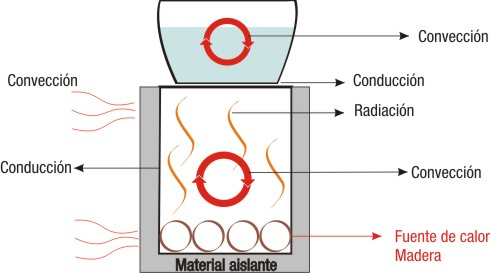 Convección
Convección
Conducción
Radiación
Conducción
Convección
Fuente de calor
Madera
Material aislante